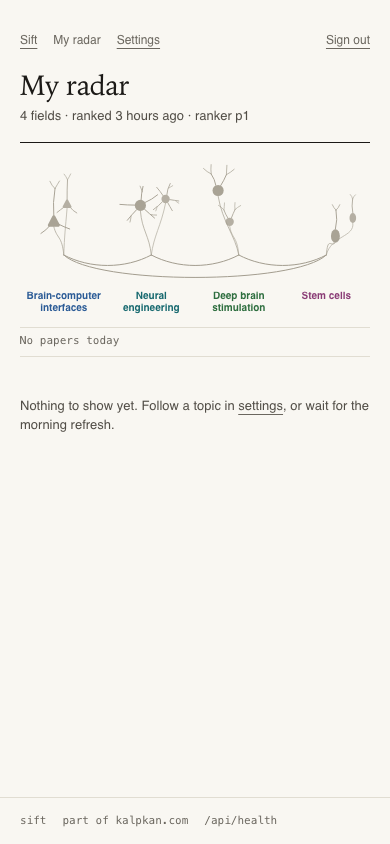 Sift My radar Settings Sign out
My radar
4 fields · ranked 3 hours ago · ranker p1
Brain-computer interfaces
Neural engineering
Deep brain stimulation
Stem cells
No papers today
Nothing to show yet. Follow a topic in settings, or wait for the
morning refresh.
sift part of kalpkan.com /api/health